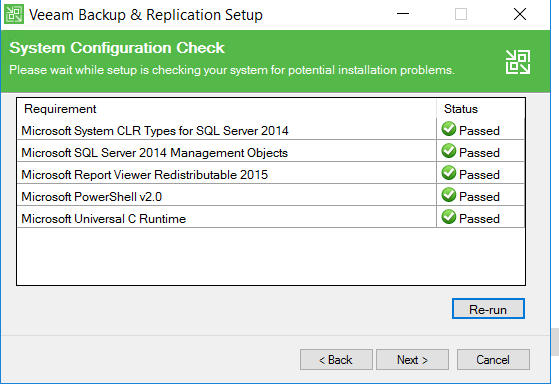 Veeam Backup & Replication Setup
System Configuration Check
Please wait while setup is checking your system for potential installation problems.
Requirement Status
Microsoft System CLR Types for SQL Server 2014 Passed
Microsoft SQL Server 2014 Management Objects Passed
Microsoft Report Viewer Redistributable 2015 Passed
Microsoft PowerShell v2.0 Passed
Microsoft Universal C Runtime Passed
Re-run
< Back Next > Cancel